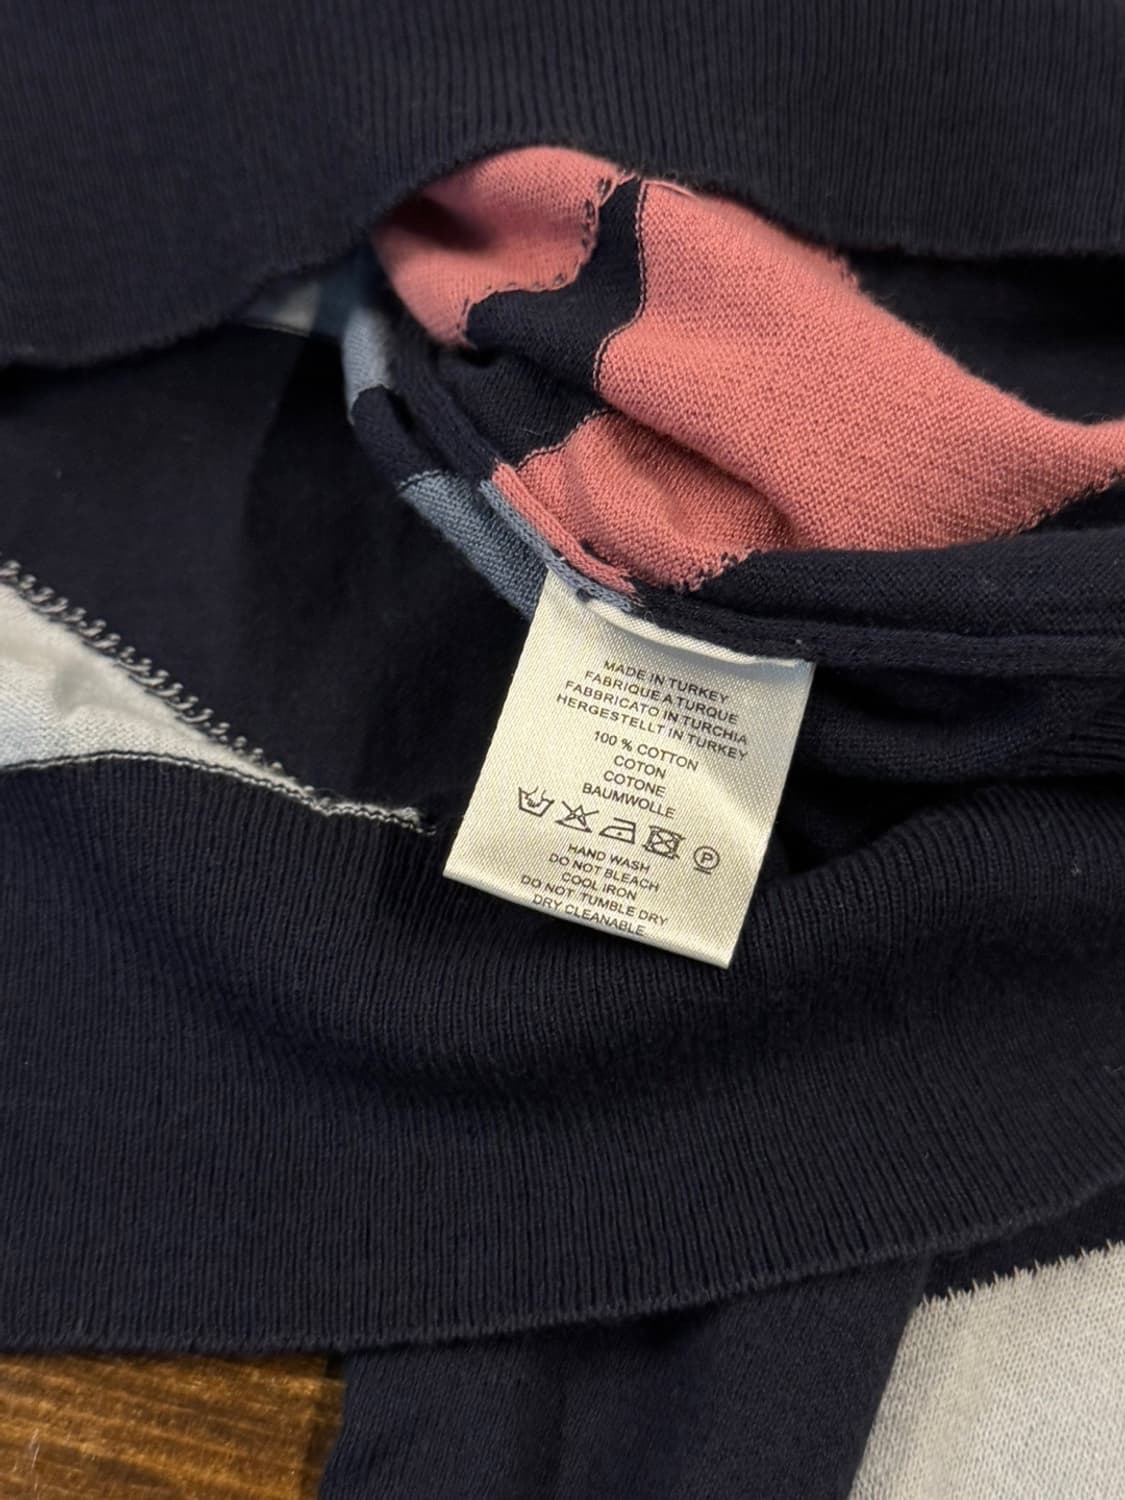 MADE IN TURKEY
FABRIQUE A TURQUE
FABBRICATO IN TURCHIA
HERGESTELLT IN TURKEY
100 % COTTON
COTON
COTONE
BAUMWOLLE
P
HAND WASH
DO NOT BLEACH
COOL IRON
DO NOT TUMBLE DRY
DRY CLEANABLE